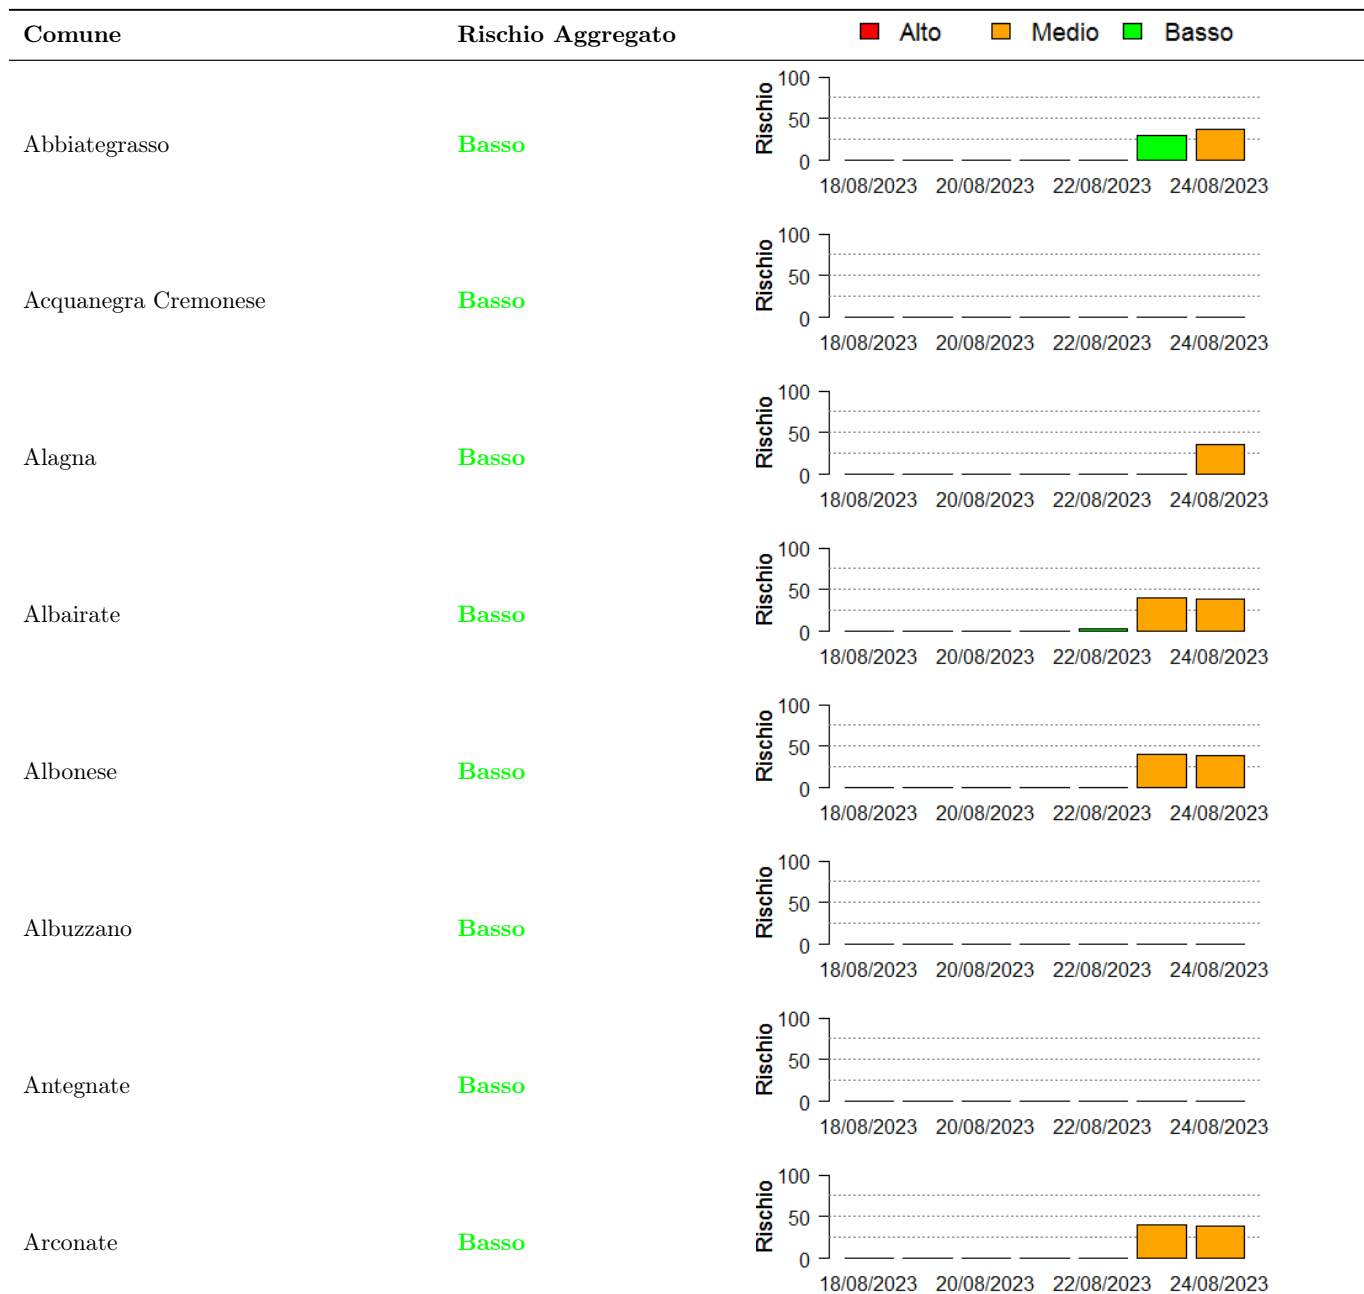 Comune Rischio Aggregato Alto Medio Basso
100
50
0
Rischio
Abbiategrasso Basso
18/08/2023 20/08/2023 22/08/2023 24/08/2023
100
50
0
Rischio
Acquanegra Cremonese Basso
18/08/2023 20/08/2023 22/08/2023 24/08/2023
100
50
0
Rischio
Alagna Basso
18/08/2023 20/08/2023 22/08/2023 24/08/2023
100
50
0
Rischio
Albairate Basso
18/08/2023 20/08/2023 22/08/2023 24/08/2023
100
50
0
Rischio
Albonese Basso
18/08/2023 20/08/2023 22/08/2023 24/08/2023
100
50
0
Rischio
Albuzzano Basso
18/08/2023 20/08/2023 22/08/2023 24/08/2023
100
50
0
Rischio
Antegnate Basso
18/08/2023 20/08/2023 22/08/2023 24/08/2023
100
50
0
Rischio
Arconate Basso
18/08/2023 20/08/2023 22/08/2023 24/08/2023